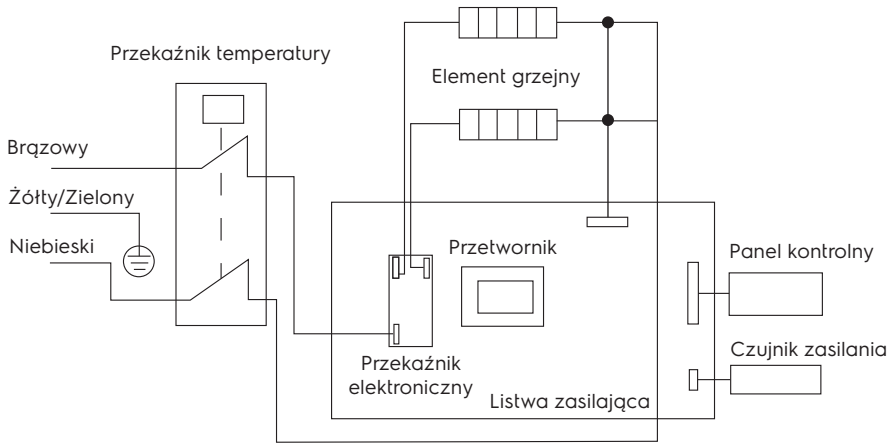 Przekaźnik temperatury
Element grzejny
Brązowy
Żółty/Zielony
Niebieski
Przetwornik
Panel kontrolny
Przekaźnik
elektroniczny
Czujnik zasilania
Listwa zasilająca